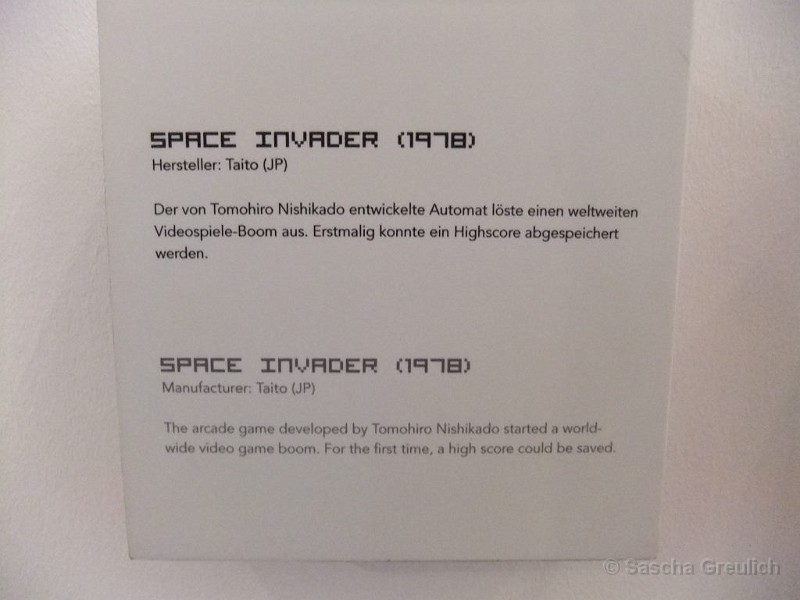 SPACE INVADER (1978)
Hersteller: Taito (JP)
Der von Tomohiro Nishikado entwickelte Automat löste einen weltweiten
Videospiele-Boom aus. Erstmalig konnte ein Highscore abgespeichert
werden.
SPACE INVADER (1978)
Manufacturer: Taito (JP)
The arcade game developed by Tomohiro Nishikado started a world-
wide video game boom. For the first time, a high score could be saved.
© Sascha Greulich